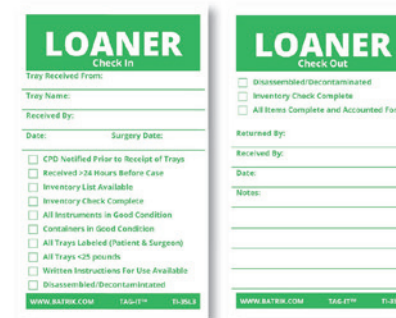 LOANER
Check In
Tray Received From:
Tray Name:
Received By:
Date: Surgery Date:
CPD Notified Prior to Receipt of Trays
Received >24 Hours Before Case
Inventory List Available
Inventory Check Complete
All Instruments in Good Condition
Containers in Good Condition
All Trays Labeled (Patient & Surgeon)
All Trays <25 pounds
Written Instructions For Use Available
Disassembled/Decontamintated
WWW.BATRIK.COM TAG-IT™ TI-35L3
LOANER
Check Out
Disassembled/Decontaminated
Inventory Check Complete
All Items Complete and Accounted For
Returned By:
Received By:
Date:
Notes:
WWW.BATRIK.COM TAG-IT™